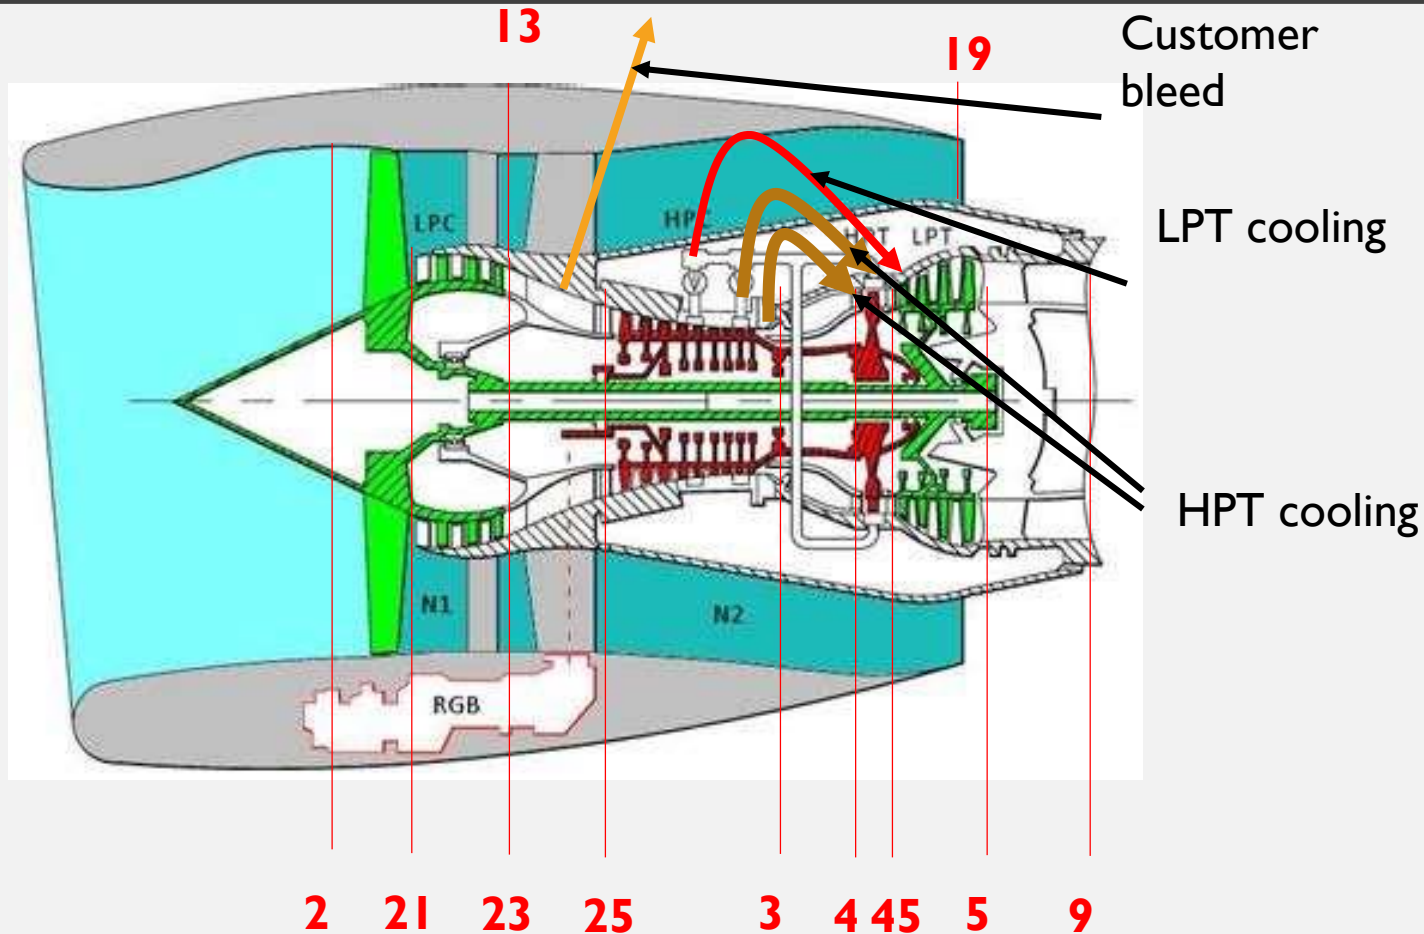 13
19
Customer
bleed
LPC
HPT LPT
LPT cooling
HPT cooling
N1
N2
RGB
2 21 23 25 3 4 45 5 9